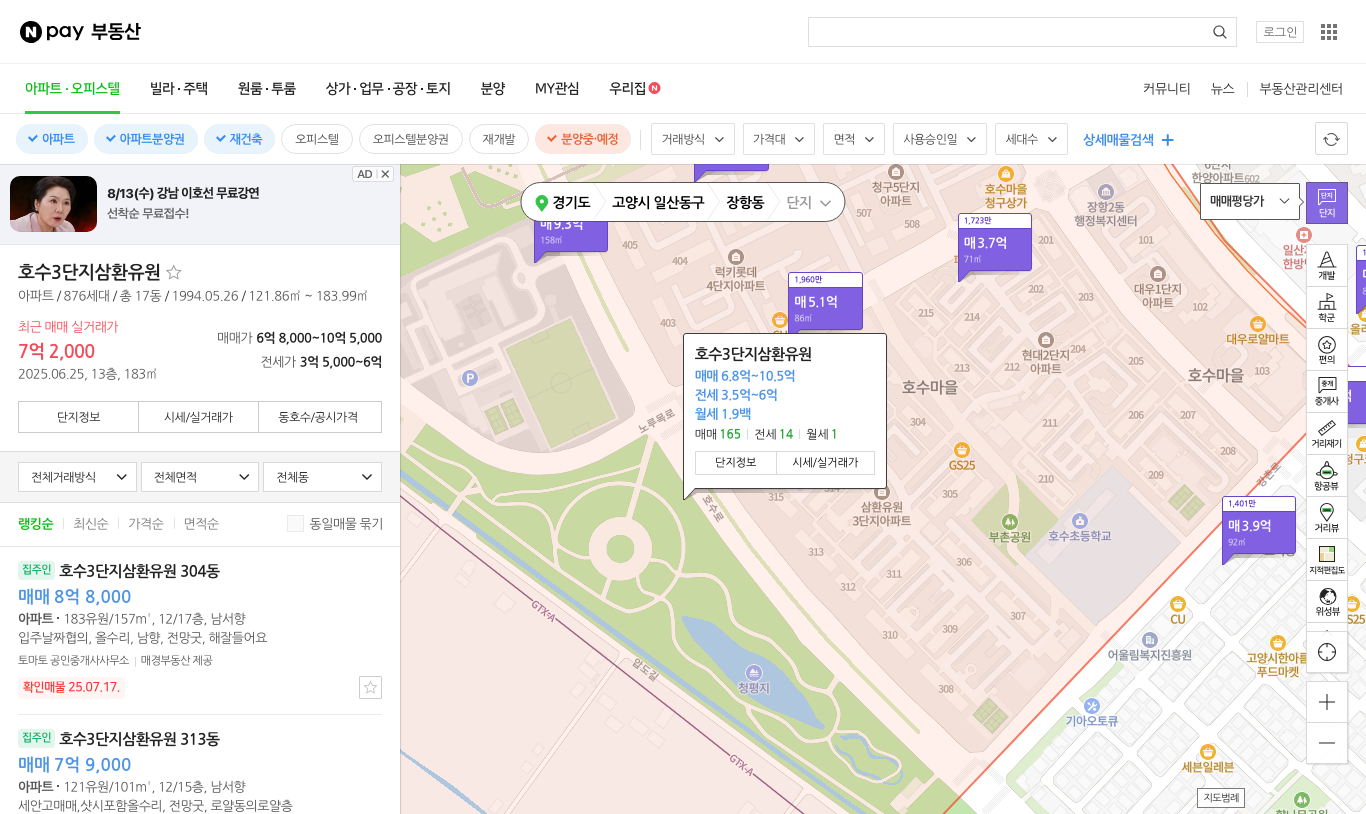 N pay 부동산
로그인
아파트·오피스텔 빌라·주택 원룸·투룸 상가·업무·공장·토지 분양 MY관심 우리집 N
커뮤니티 뉴스 부동산관리센터
아파트 아파트분양권 재건축 오피스텔 오피스텔분양권 재개발 분양중·예정 거래방식 가격대 면적 사용승인일 세대수 상세매물검색
AD
8/13(수) 강남 이호선 무료강연
선착순 무료접수!
호수3단지삼환유원
아파트 / 876세대 / 총 17동 / 1994.05.26 / 121.86㎡ ~ 183.99㎡
최근 매매 실거래가
7억 2,000
2025.06.25, 13층, 183㎡
매매가 6억 8,000~10억 5,000
전세가 3억 5,000~6억
단지정보 시세/실거래가 동호수/공시가격
전체거래방식 전체면적 전체동
랭킹순 최신순 가격순 면적순 동일매물 묶기
집주인 호수3단지삼환유원 304동
매매 8억 8,000
아파트 · 183유원/157㎡, 12/17층, 남서향
입주날짜협의, 올수리, 남향, 전망굿, 해잘들어요
토마토 공인중개사사무소 매경부동산 제공
확인매물 25.07.17.
집주인 호수3단지삼환유원 313동
매매 7억 9,000
아파트 · 121유원/101㎡, 12/15층, 남서향
세안고매매,샷시포함올수리, 전망굿, 로얄동의로얄층
경기도 고양시 일산동구 장항동 단지
매매평당가
단지
단지
개발
학군
편의
중개
중개사
거리재기
항공뷰
거리뷰
지적편집도
위성뷰
지도범례
매 9.3억
158㎡
1,723만
매 3.7억
71㎡
1,960만
매 5.1억
86㎡
1,401만
매 3.9억
92㎡
호수3단지삼환유원
매매 6.8억~10.5억
전세 3.5억~6억
월세 1.9백
매매 165 전세 14 월세 1
단지정보 시세/실거래가
청구5단지
아파트
호수마을
청구상가
장항2동
행정복지센터
한양아파트 602
507
508
405
404
403
럭키롯데
4단지아파트
201
101
대우1단지
아파트
102
103
202
203
204
205
206
207
212
213
214
215
211
현대2단지
아파트
대우로얄마트
호수마을
호수마을
노루목로
호수로
GS25
304
315
삼환유원
3단지아파트
305
306
307
308
309
310
311
312
313
부촌공원
호수초등학교
111
강촌로
P
GTX-A
GTX-A
압도길
청평지
CU
어울림복지진흥원
고양시한아름
푸드마켓
기아오토큐
세븐일레븐